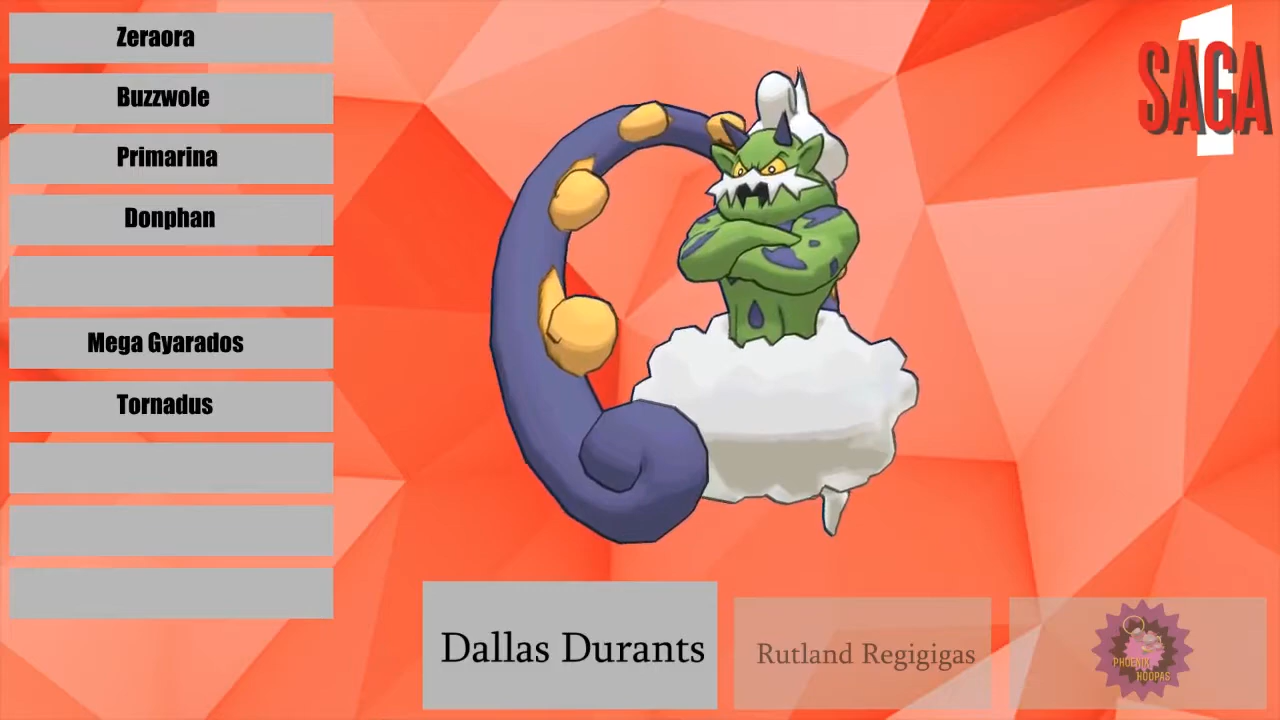 Zeraora
Buzzwole
Primarina
Donphan
Mega Gyarados
Tornadus
1
SAGA
Dallas Durants
Rutland Regigigas
PHOENIX
HOOPAS